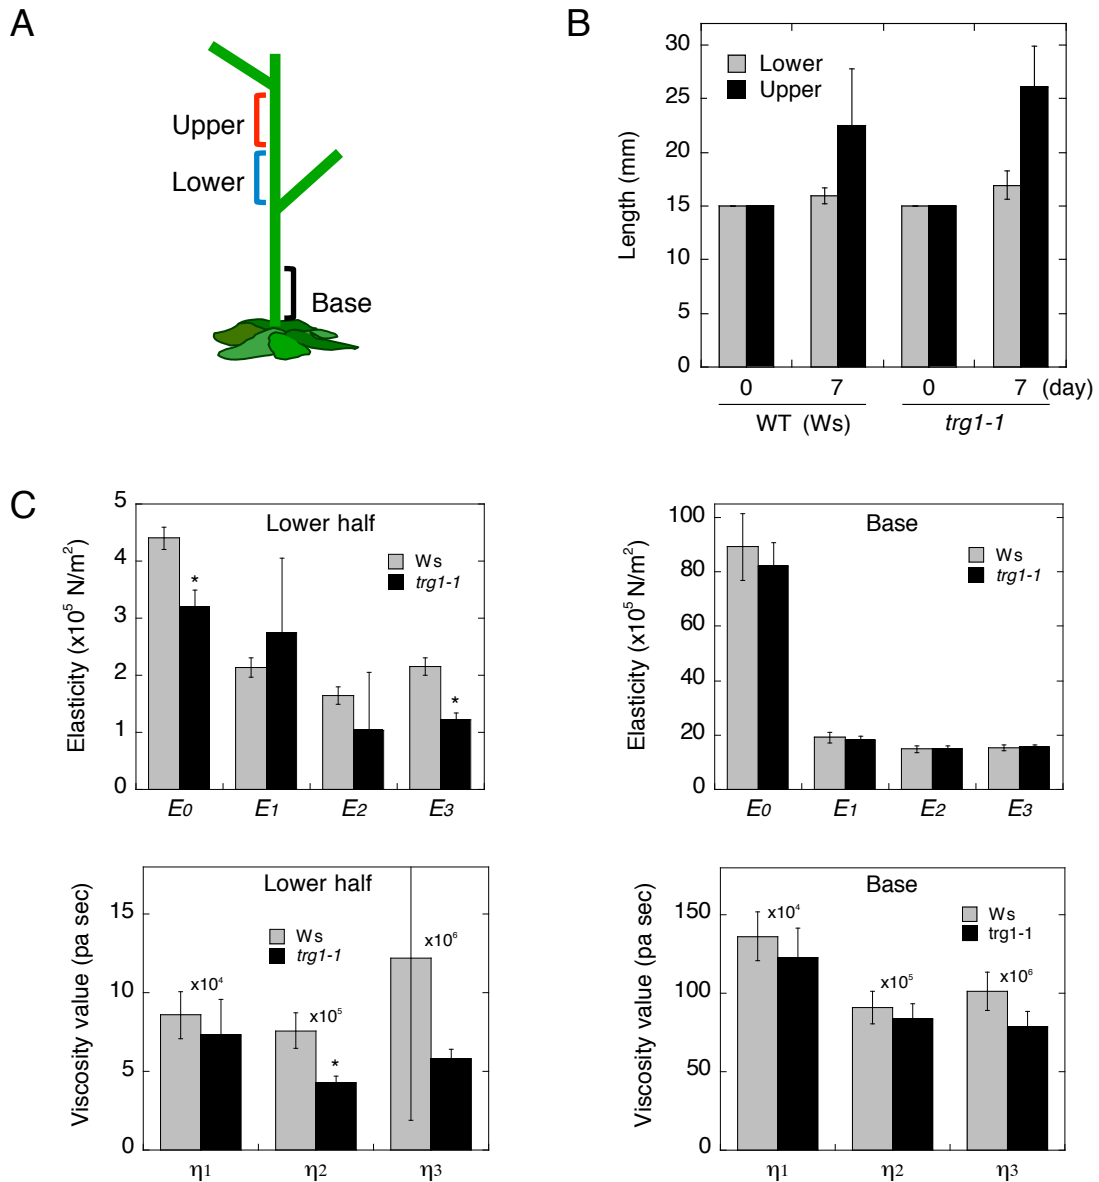 A
Upper
Lower
Base
B
Length (mm)
30
25
20
15
10
5
0
Lower
Upper
0 7 0 7 (day)
WT (Ws) trg1-1
C
Elasticity (x10⁵ N/m²)
5
4
3
2
1
0
Lower half
Ws
trg1-1
*
*
E0 E1 E2 E3
Elasticity (x10⁵ N/m²)
100
80
60
40
20
0
Base
Ws
trg1-1
E0 E1 E2 E3
Viscosity value (pa sec)
15
10
5
0
Lower half
Ws
trg1-1
x10⁴
x10⁵
*
x10⁶
η1 η2 η3
Viscosity value (pa sec)
150
100
50
0
Base
Ws
trg1-1
x10⁴
x10⁵
x10⁶
η1 η2 η3